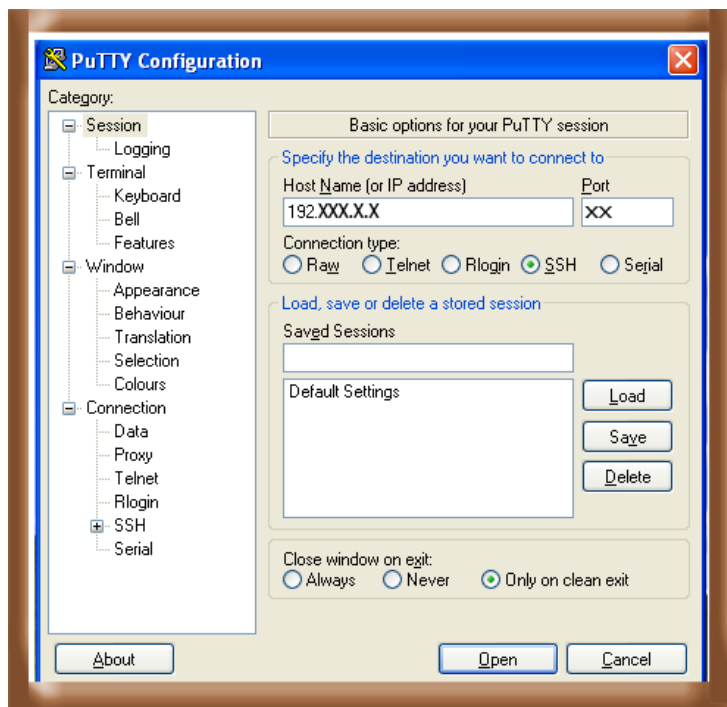 PuTTY Configuration
Category:
Session
Logging
Terminal
Keyboard
Bell
Features
Window
Appearance
Behaviour
Translation
Selection
Colours
Connection
Data
Proxy
Telnet
Rlogin
SSH
Serial
Basic options for your PuTTY session
Specify the destination you want to connect to
Host Name (or IP address) Port
192.XXX.X.X XX
Connection type:
Raw Telnet Rlogin SSH Serial
Load, save or delete a stored session
Saved Sessions
Default Settings
Load
Save
Delete
Close window on exit:
Always Never Only on clean exit
About Open Cancel